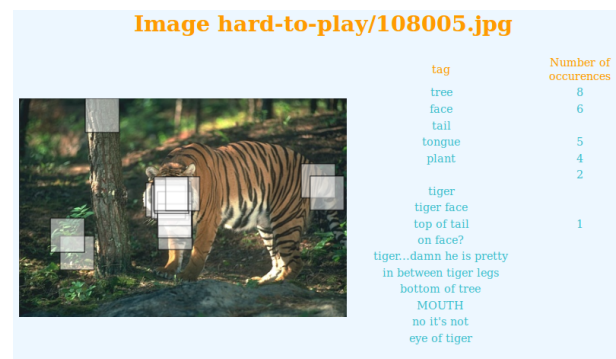 Image hard-to-play/108005.jpg
tag Number of occurences
tree 8
face 6
tail
tongue 5
plant 4
2
tiger
tiger face
top of tail 1
on face?
tiger...damn he is pretty
in between tiger legs
bottom of tree
MOUTH
no it's not
eye of tiger